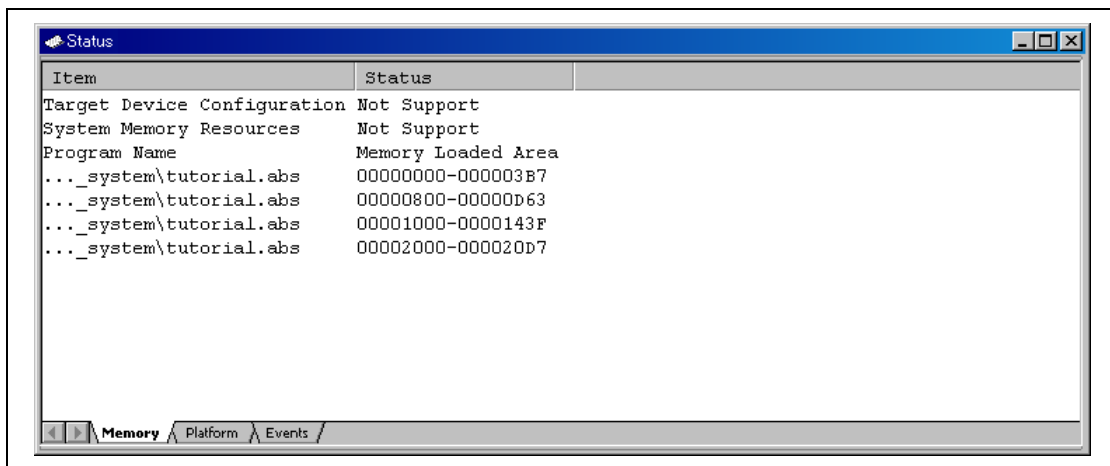 Status
Item Status
Target Device Configuration Not Support
System Memory Resources Not Support
Program Name Memory Loaded Area
..._system\tutorial.abs 00000000-000003B7
..._system\tutorial.abs 00000800-00000D63
..._system\tutorial.abs 00001000-0000143F
..._system\tutorial.abs 00002000-000020D7
Memory Platform Events